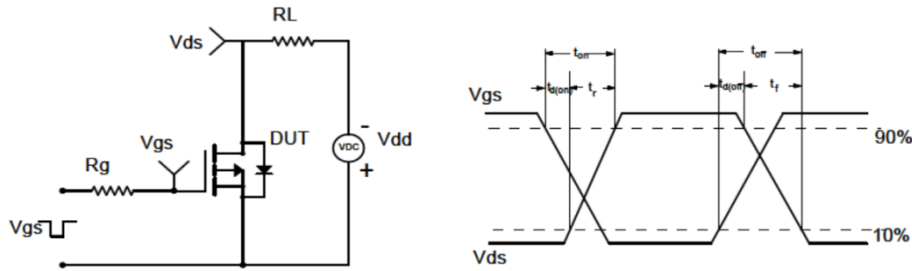 RL
Vds
Vgs
DUT
Rg
VDC
-
+
Vdd
Vgs
ton
toff
td(on)
tr
td(off)
tf
Vgs
90%
10%
Vds